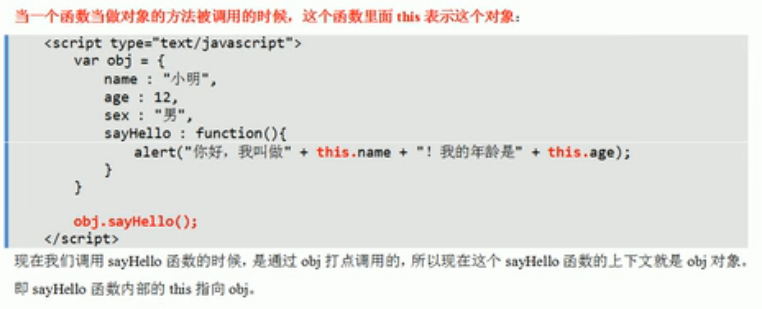 当一个函数当做对象的方法被调用的时候，这个函数里面 this 表示这个对象：
<script type="text/javascript">
var obj = {
name : "小明",
age : 12,
sex : "男",
sayHello : function(){
alert("你好，我叫做" + this.name + "！我的年龄是" + this.age);
}
}
obj.sayHello();
</script>
现在我们调用 sayHello 函数的时候，是通过 obj 打点调用的，所以现在这个 sayHello 函数的上下文就是 obj 对象。
即 sayHello 函数内部的 this 指向 obj。